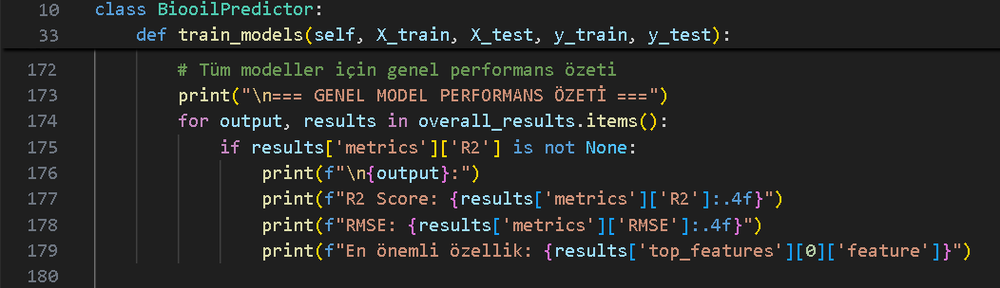 10 class BiooilPredictor:
33     def train_models(self, X_train, X_test, y_train, y_test):
172         # Tüm modeller için genel performans özeti
173         print("\n=== GENEL MODEL PERFORMANS ÖZETİ ===")
174         for output, results in overall_results.items():
175             if results['metrics']['R2'] is not None:
176                 print(f"\n{output}:")
177                 print(f"R2 Score: {results['metrics']['R2']:.4f}")
178                 print(f"RMSE: {results['metrics']['RMSE']:.4f}")
179                 print(f"En önemli özellik: {results['top_features'][0]['feature']}")
180